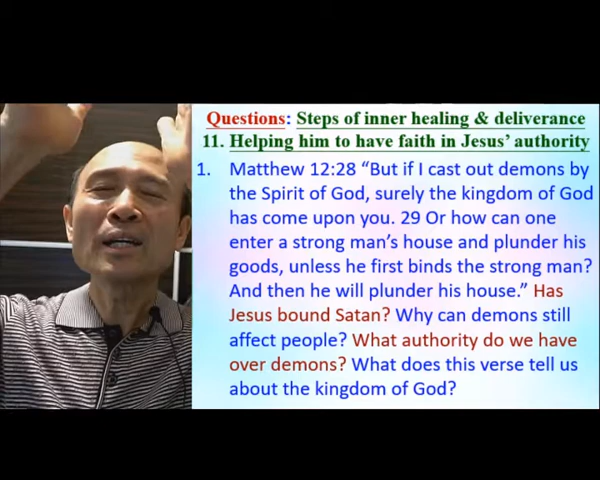 Questions: Steps of inner healing & deliverance
11. Helping him to have faith in Jesus' authority
1. Matthew 12:28 “But if I cast out demons by
the Spirit of God, surely the kingdom of God
has come upon you. 29 Or how can one
enter a strong man's house and plunder his
goods, unless he first binds the strong man?
And then he will plunder his house.” Has
Jesus bound Satan? Why can demons still
affect people? What authority do we have
over demons? What does this verse tell us
about the kingdom of God?